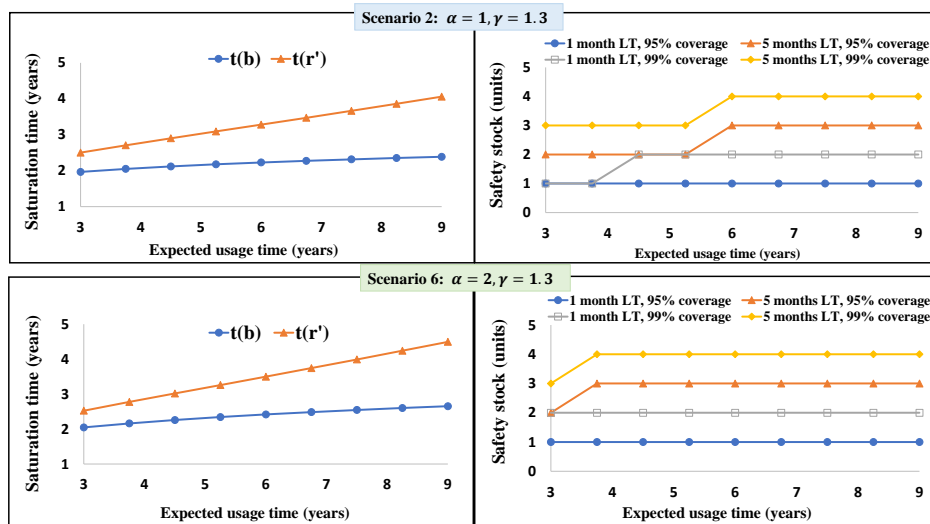 Scenario 2: α = 1, γ = 1.3
t(b) t(r')
Saturation time (years)
5
4
3
2
1
3 4 5 6 7 8 9
Expected usage time (years)
1 month LT, 95% coverage 5 months LT, 95% coverage
1 month LT, 99% coverage 5 months LT, 99% coverage
Safety stock (units)
5
4
3
2
1
0
3 4 5 6 7 8 9
Expected usage time (years)
Scenario 6: α = 2, γ = 1.3
t(b) t(r')
Saturation time (years)
5
4
3
2
1
3 4 5 6 7 8 9
Expected usage time (years)
1 month LT, 95% coverage 5 months LT, 95% coverage
1 month LT, 99% coverage 5 months LT, 99% coverage
Safety stock (units)
5
4
3
2
1
0
3 4 5 6 7 8 9
Expected usage time (years)